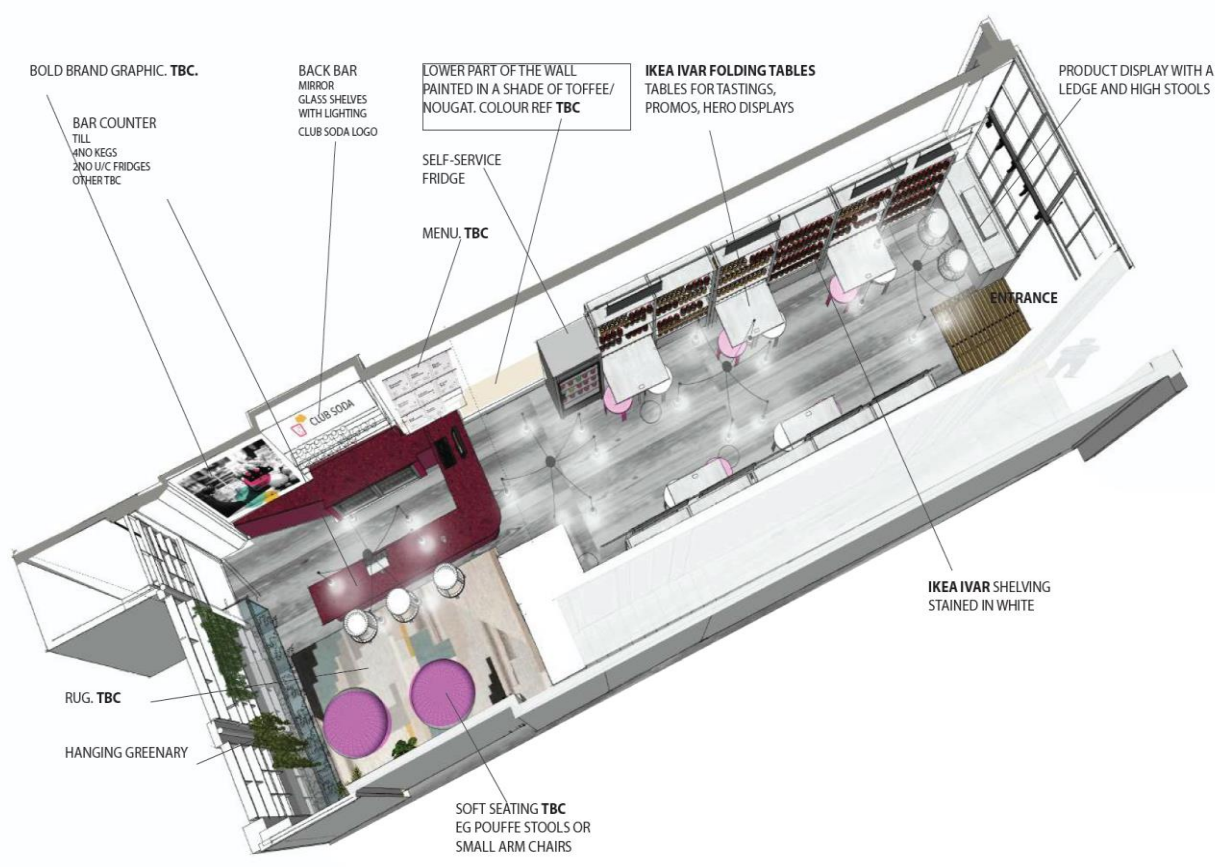 BOLD BRAND GRAPHIC. TBC.
BAR COUNTER
TILL
4NO KEGS
2NO U/C FRIDGES
OTHER TBC
BACK BAR
MIRROR
GLASS SHELVES
WITH LIGHTING
CLUB SODA LOGO
LOWER PART OF THE WALL
PAINTED IN A SHADE OF TOFFEE/
NOUGAT. COLOUR REF TBC
SELF-SERVICE
FRIDGE
MENU. TBC
IKEA IVAR FOLDING TABLES
TABLES FOR TASTINGS,
PROMOS, HERO DISPLAYS
PRODUCT DISPLAY WITH A
LEDGE AND HIGH STOOLS
ENTRANCE
CLUB SODA
IKEA IVAR SHELVING
STAINED IN WHITE
RUG. TBC
HANGING GREENARY
SOFT SEATING TBC
EG POUFFE STOOLS OR
SMALL ARM CHAIRS